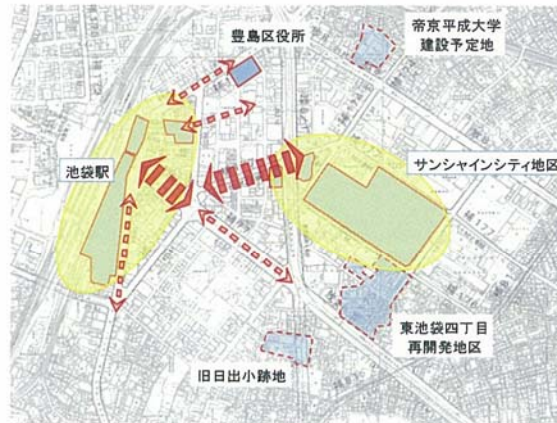 豊島区役所
帝京平成大学
建設予定地
池袋駅
サンシャインシティ地区
東池袋四丁目
再開発地区
旧日出小跡地